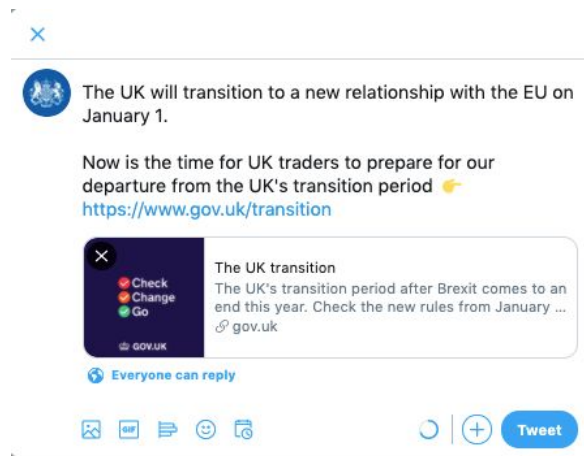 The UK will transition to a new relationship with the EU on
January 1.
Now is the time for UK traders to prepare for our
departure from the UK's transition period 👉
https://www.gov.uk/transition
Check
Change
Go
GOV.UK
The UK transition
The UK's transition period after Brexit comes to an
end this year. Check the new rules from January ...
gov.uk
Everyone can reply
GIF
Tweet